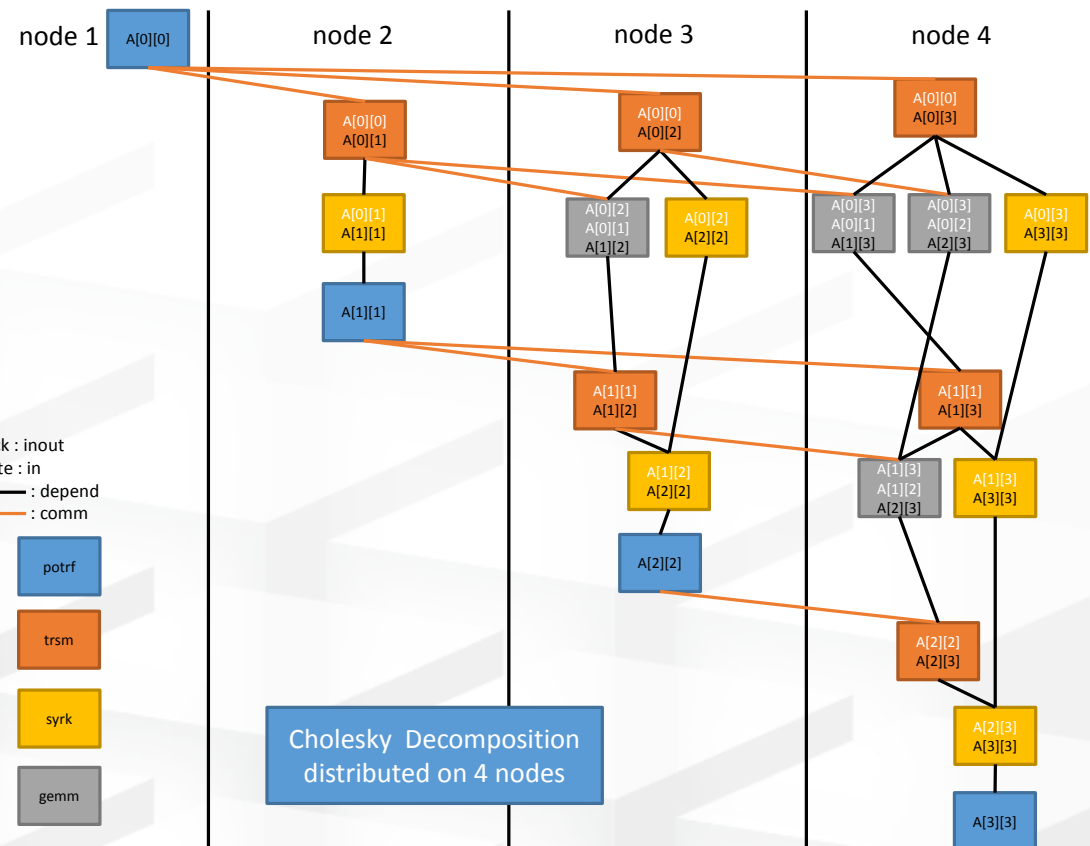 node 1
A[0][0]
node 2
node 3
node 4
A[0][0]
A[0][1]
A[0][0]
A[0][2]
A[0][0]
A[0][3]
A[0][1]
A[1][1]
A[0][2]
A[0][1]
A[1][2]
A[0][2]
A[2][2]
A[0][3]
A[0][1]
A[1][3]
A[0][3]
A[0][2]
A[2][3]
A[0][3]
A[3][3]
A[1][1]
A[1][1]
A[1][2]
A[1][1]
A[1][3]
ck : inout
te : in
: depend
: comm
A[1][2]
A[2][2]
A[1][3]
A[1][2]
A[2][3]
A[1][3]
A[3][3]
potrf
A[2][2]
trsm
A[2][2]
A[2][3]
syrk
Cholesky Decomposition
distributed on 4 nodes
A[2][3]
A[3][3]
gemm
A[3][3]